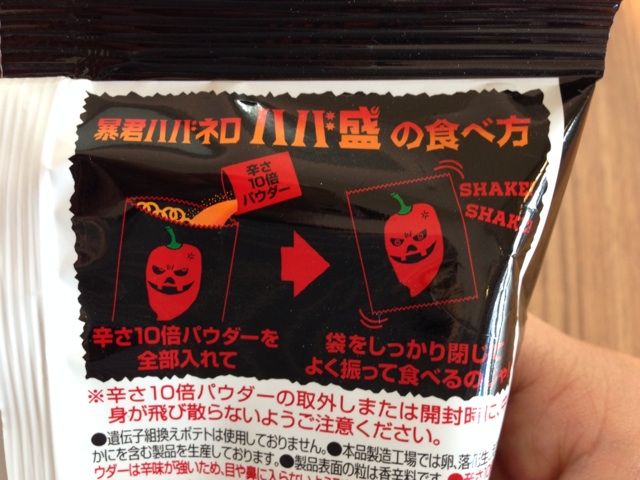 暴君ハバネロ ハバ盛 の食べ方
辛さ
10倍
パウダー
SHAKE
SHAKE
辛さ10倍パウダーを
全部入れて
袋をしっかり閉じ
よく振って食べるの
※辛さ10倍パウダーの取外しまたは開封時に、
身が飛び散らないようご注意ください。
●遺伝子組換えポテトは使用しておりません。●本品製造工場では卵、落花生、
かにを含む製品を生産しております。●製品表面の粒は香辛料です。
ウダーは辛味が強いため、目や鼻に入らないよう